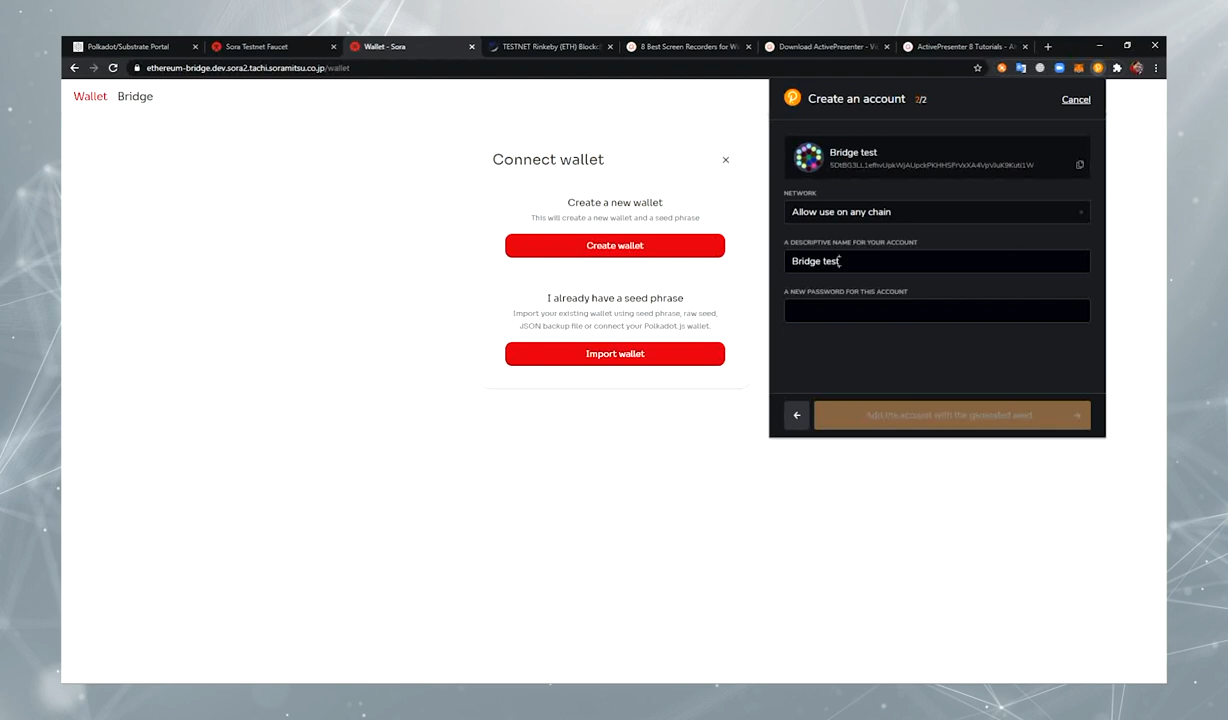 Polkadot/Substrate Portal
Sora Testnet Faucet
Wallet - Sora
TESTNET Rinkeby (ETH) Blockc
8 Best Screen Recorders for W
Download ActivePresenter - V
ActivePresenter 8 Tutorials - A
ethereum-bridge.dev.sora2.tachi.soramitsu.co.jp/wallet
Wallet
Bridge
Connect wallet
Create a new wallet
This will create a new wallet and a seed phrase
Create wallet
I already have a seed phrase
Import your existing wallet using seed phrase, raw seed,
JSON backup file or connect your Polkadot js wallet.
Import wallet
Create an account 2/2
Cancel
Bridge test
NETWORK
Allow use on any chain
A DESCRIPTIVE NAME FOR YOUR ACCOUNT
Bridge test
A NEW PASSWORD FOR THIS ACCOUNT
Add the account with the generated seed